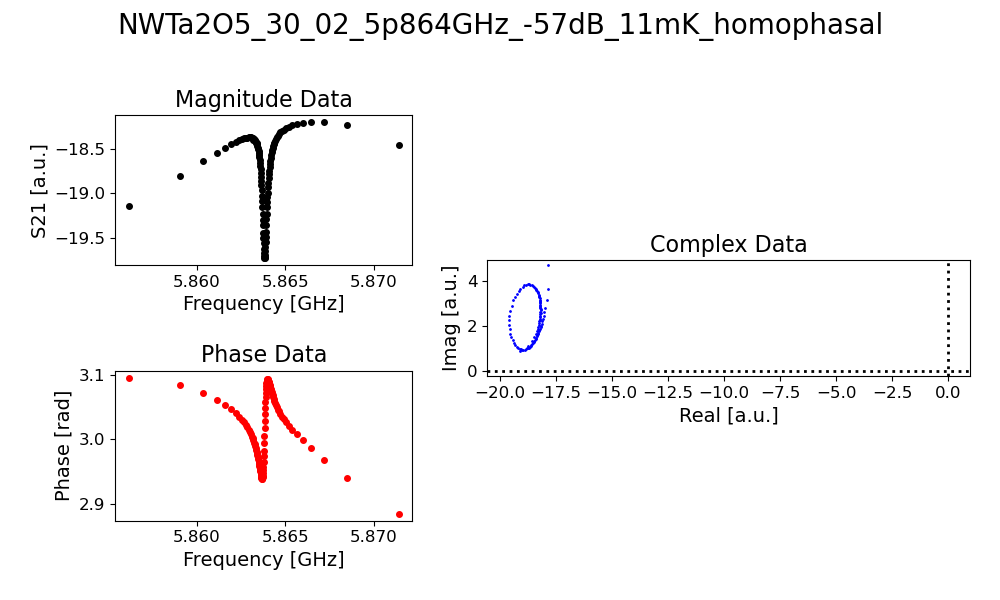 NWTa2O5_30_02_5p864GHz_-57dB_11mK_homophasal
Magnitude Data
S21 [a.u.]
−18.5
−19.0
−19.5
5.860 5.865 5.870
Frequency [GHz]
Phase Data
Phase [rad]
3.1
3.0
2.9
5.860 5.865 5.870
Frequency [GHz]
Complex Data
Imag [a.u.]
4
2
0
−20.0 −17.5 −15.0 −12.5 −10.0 −7.5 −5.0 −2.5 0.0
Real [a.u.]